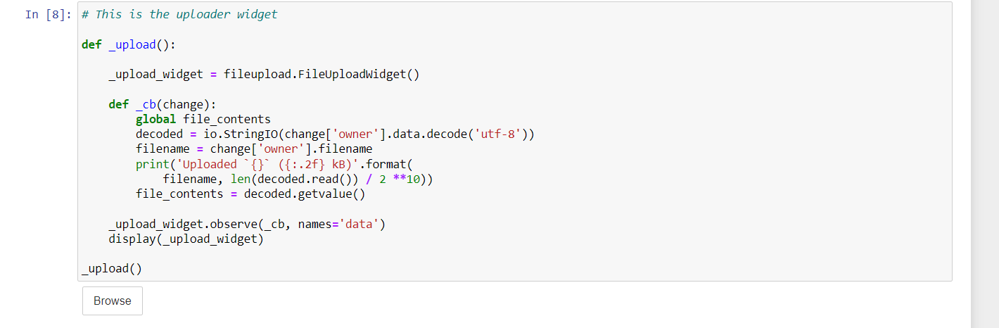 In [8]: # This is the uploader widget
def _upload():
_upload_widget = fileupload.FileUploadWidget()
def _cb(change):
global file_contents
decoded = io.StringIO(change['owner'].data.decode('utf-8'))
filename = change['owner'].filename
print('Uploaded `{}` ({:.2f} kB)'.format(
filename, len(decoded.read()) / 2 **10))
file_contents = decoded.getvalue()
_upload_widget.observe(_cb, names='data')
display(_upload_widget)
_upload()
Browse